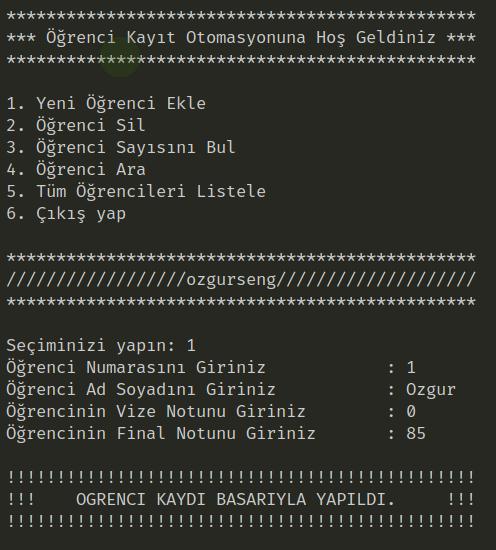 ***********************************************
*** Öğrenci Kayıt Otomasyonuna Hoş Geldiniz ***
***********************************************
1. Yeni Öğrenci Ekle
2. Öğrenci Sil
3. Öğrenci Sayısını Bul
4. Öğrenci Ara
5. Tüm Öğrencileri Listele
6. Çıkış yap
***********************************************
//////////////////ozgurseng////////////////////
***********************************************
Seçiminizi yapın: 1
Öğrenci Numarasını Giriniz            : 1
Öğrenci Ad Soyadını Giriniz           : Ozgur
Öğrencinin Vize Notunu Giriniz        : 0
Öğrencinin Final Notunu Giriniz       : 85
!!!!!!!!!!!!!!!!!!!!!!!!!!!!!!!!!!!!!!!!!!!!!!!
!!!    OGRENCI KAYDI BASARIYLA YAPILDI.     !!!
!!!!!!!!!!!!!!!!!!!!!!!!!!!!!!!!!!!!!!!!!!!!!!!